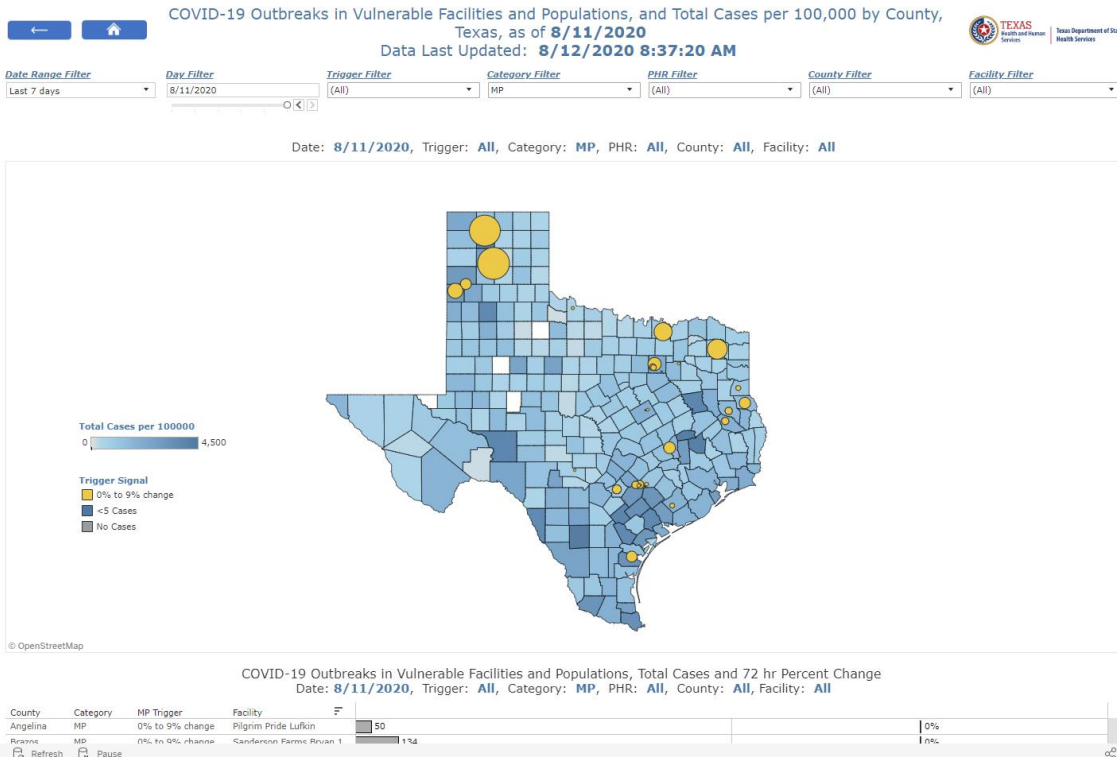 COVID-19 Outbreaks in Vulnerable Facilities and Populations, and Total Cases per 100,000 by County,
Texas, as of 8/11/2020
Data Last Updated: 8/12/2020 8:37:20 AM
TEXAS
Health and Human
Services
Texas Department of Sta
Health Services
Date Range Filter
Day Filter
Trigger Filter
Category Filter
PHR Filter
County Filter
Facility Filter
Last 7 days
8/11/2020
(All)
MP
(All)
(All)
(All)
Date: 8/11/2020, Trigger: All, Category: MP, PHR: All, County: All, Facility: All
Total Cases per 100000
0
4,500
Trigger Signal
0% to 9% change
<5 Cases
No Cases
© OpenStreetMap
COVID-19 Outbreaks in Vulnerable Facilities and Populations, Total Cases and 72 hr Percent Change
Date: 8/11/2020, Trigger: All, Category: MP, PHR: All, County: All, Facility: All
County Category MP Trigger Facility
Angelina MP 0% to 9% change Pilgrim Pride Lufkin 50 0%
Brazos MP 0% to 9% change Sanderson Farms Bryan 1 134 0%
Refresh Pause